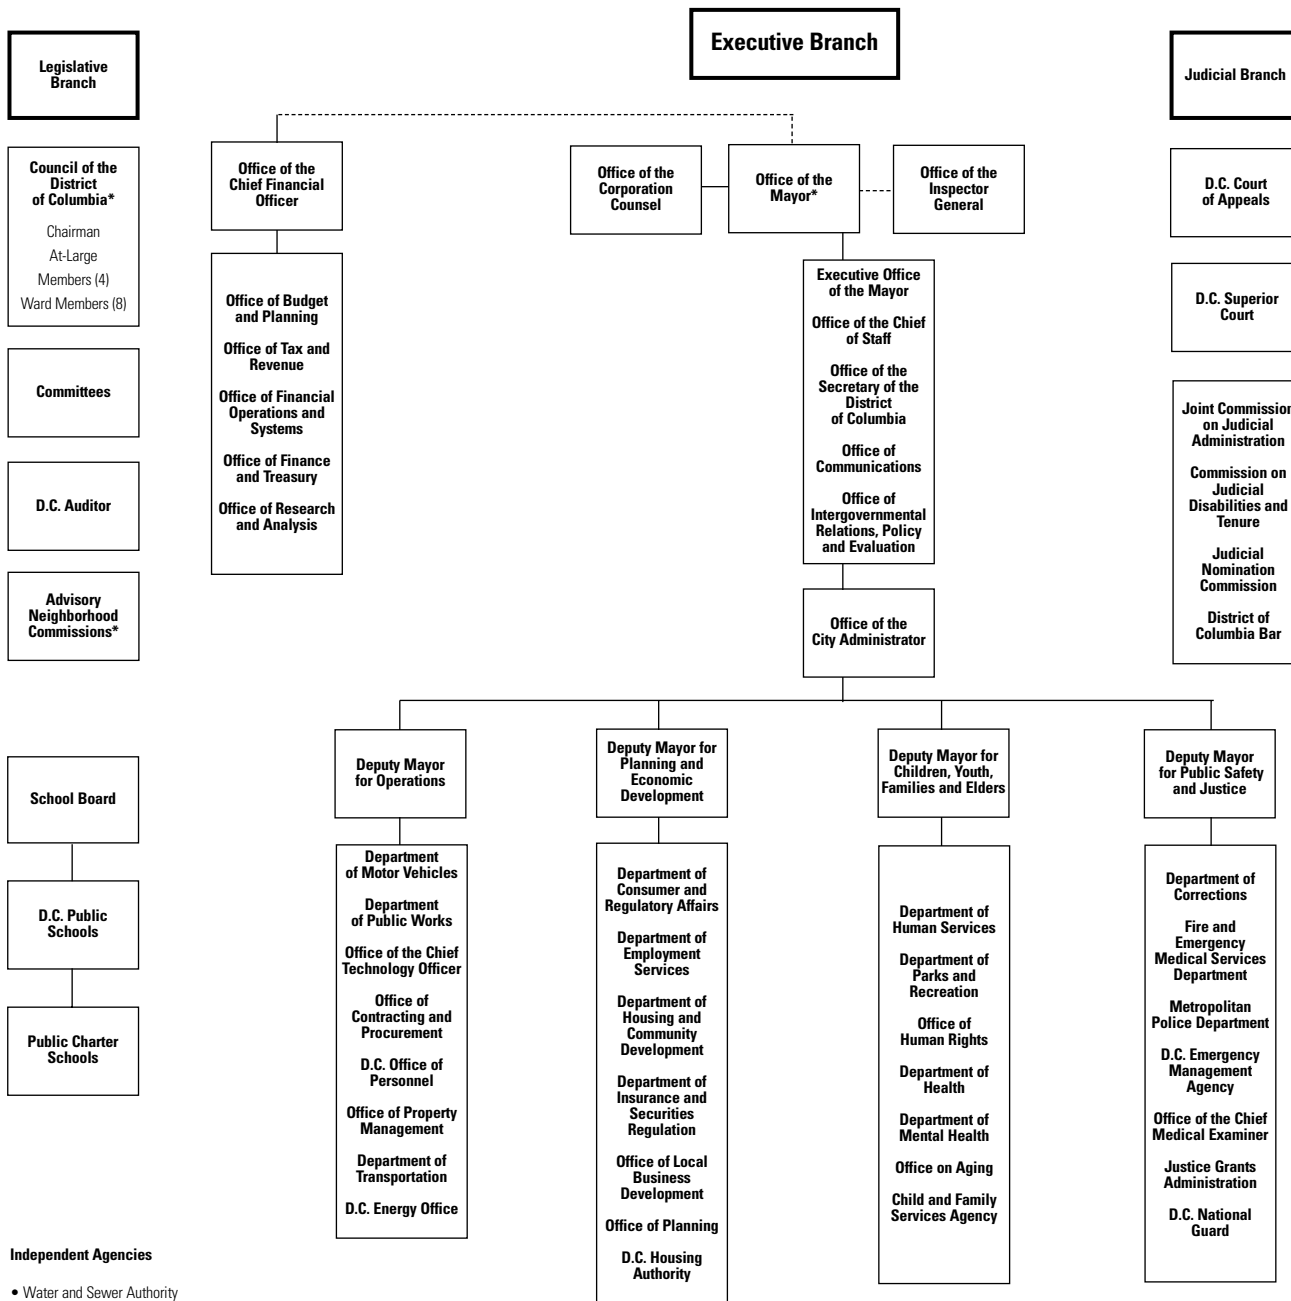 Legislative
Branch
Council of the
District
of Columbia*
Chairman
At-Large
Members (4)
Ward Members (8)
Committees
D.C. Auditor
Advisory
Neighborhood
Commissions*
School Board
D.C. Public
Schools
Public Charter
Schools
Independent Agencies
• Water and Sewer Authority
Executive Branch
Office of the
Chief Financial
Officer
Office of Budget
and Planning
Office of Tax and
Revenue
Office of Financial
Operations and
Systems
Office of Finance
and Treasury
Office of Research
and Analysis
Office of the
Corporation
Counsel
Office of the
Mayor*
Office of the
Inspector
General
Executive Office
of the Mayor
Office of the Chief
of Staff
Office of the
Secretary of the
District
of Columbia
Office of
Communications
Office of
Intergovernmental
Relations, Policy
and Evaluation
Office of the
City Administrator
Deputy Mayor
for Operations
Department
of Motor Vehicles
Department
of Public Works
Office of the Chief
Technology Officer
Office of
Contracting and
Procurement
D.C. Office of
Personnel
Office of Property
Management
Department of
Transportation
D.C. Energy Office
Deputy Mayor for
Planning and
Economic
Development
Department of
Consumer and
Regulatory Affairs
Department of
Employment
Services
Department of
Housing and
Community
Development
Department of
Insurance and
Securities
Regulation
Office of Local
Business
Development
Office of Planning
D.C. Housing
Authority
Deputy Mayor for
Children, Youth,
Families and Elders
Department of
Human Services
Department of
Parks and
Recreation
Office of
Human Rights
Department of
Health
Department of
Mental Health
Office on Aging
Child and Family
Services Agency
Deputy Mayor
for Public Safety
and Justice
Department of
Corrections
Fire and
Emergency
Medical Services
Department
Metropolitan
Police Department
D.C. Emergency
Management
Agency
Office of the Chief
Medical Examiner
Justice Grants
Administration
D.C. National
Guard
Judicial Branch
D.C. Court
of Appeals
D.C. Superior
Court
Joint Commission
on Judicial
Administration
Commission on
Judicial
Disabilities and
Tenure
Judicial
Nomination
Commission
District of
Columbia Bar